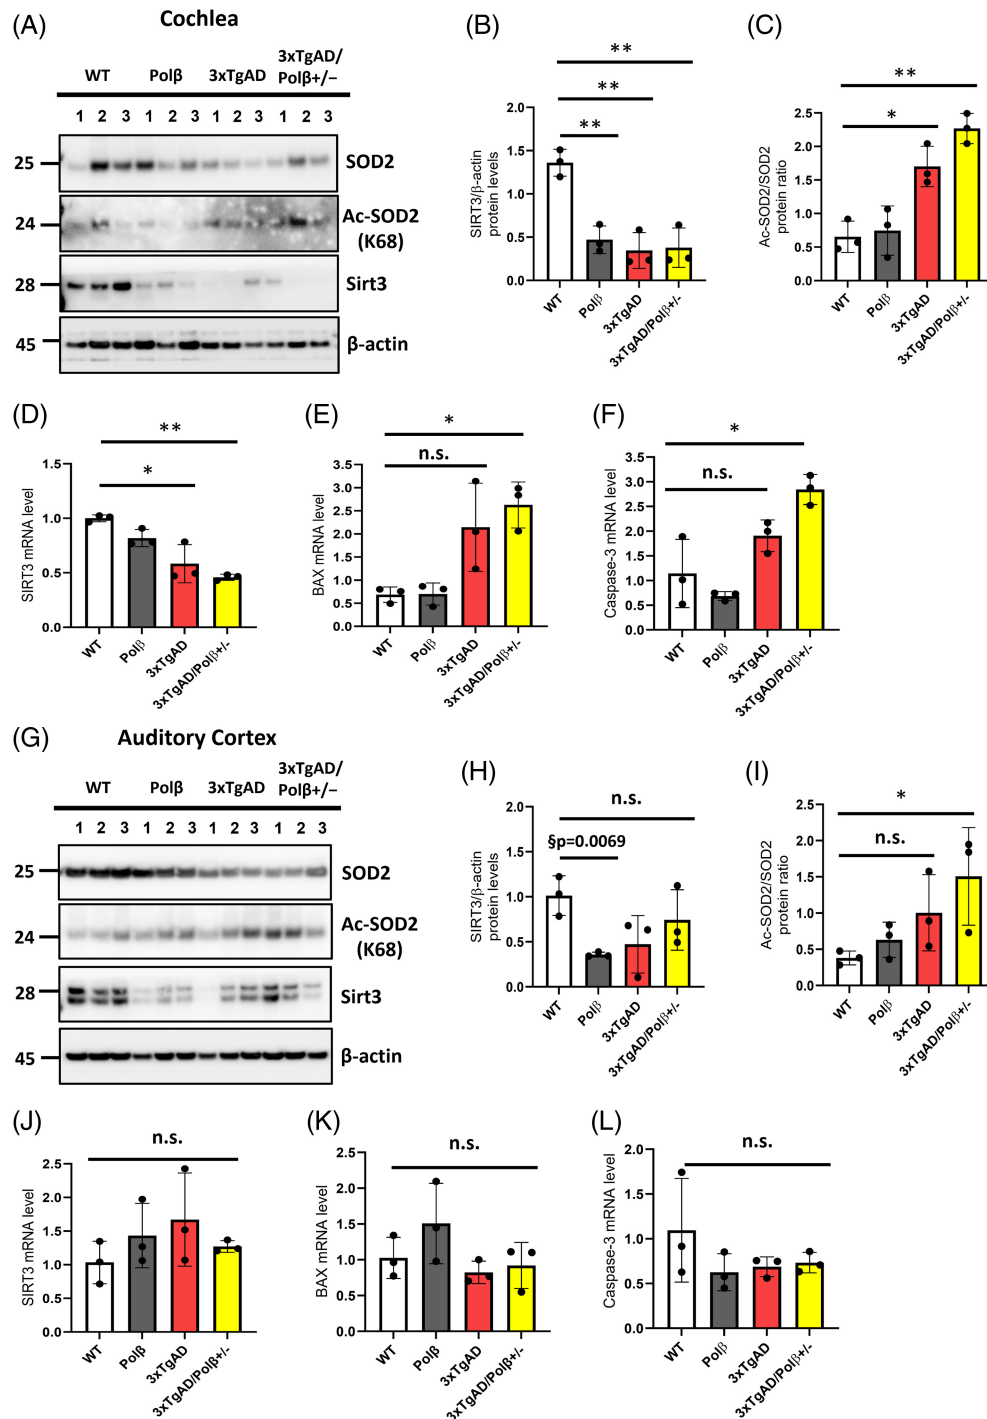 (A)
Cochlea
WT Polβ 3xTgAD 3xTgAD/
Polβ+/−
1 2 3 1 2 3 1 2 3 1 2 3
25 SOD2
24 Ac-SOD2
(K68)
28 Sirt3
45 β-actin
(B)
**
**
**
SIRT3/β-actin
protein levels
2.0
1.5
1.0
0.5
0.0
WT
Polβ
3xTgAD
3xTgAD/Polβ+/-
(C)
**
*
Ac-SOD2/SOD2
protein ratio
2.5
2.0
1.5
1.0
0.5
0.0
WT
Polβ
3xTgAD
3xTgAD/Polβ+/-
(D)
**
*
SIRT3 mRNA level
1.5
1.0
0.5
0.0
WT
Polβ
3xTgAD
3xTgAD/Polβ+/-
(E)
*
n.s.
BAX mRNA level
3.5
3.0
2.5
2.0
1.5
1.0
0.5
0.0
WT
Polβ
3xTgAD
3xTgAD/Polβ+/-
(F)
*
n.s.
Caspase-3 mRNA level
3.5
3.0
2.5
2.0
1.5
1.0
0.5
0.0
WT
Polβ
3xTgAD
3xTgAD/Polβ+/-
(G)
Auditory Cortex
WT Polβ 3xTgAD 3xTgAD/
Polβ+/−
1 2 3 1 2 3 1 2 3 1 2 3
25 SOD2
24 Ac-SOD2
(K68)
28 Sirt3
45 β-actin
(H)
n.s.
§p=0.0069
SIRT3/β-actin
protein levels
2.0
1.5
1.0
0.5
0.0
WT
Polβ
3xTgAD
3xTgAD/Polβ+/-
(I)
*
n.s.
Ac-SOD2/SOD2
protein ratio
2.5
2.0
1.5
1.0
0.5
0.0
WT
Polβ
3xTgAD
3xTgAD/Polβ+/-
(J)
n.s.
SIRT3 mRNA level
2.5
2.0
1.5
1.0
0.5
0.0
WT
Polβ
3xTgAD
3xTgAD/Polβ+/-
(K)
n.s.
BAX mRNA level
2.5
2.0
1.5
1.0
0.5
0.0
WT
Polβ
3xTgAD
3xTgAD/Polβ+/-
(L)
n.s.
Caspase-3 mRNA level
2.0
1.5
1.0
0.5
0.0
WT
Polβ
3xTgAD
3xTgAD/Polβ+/-